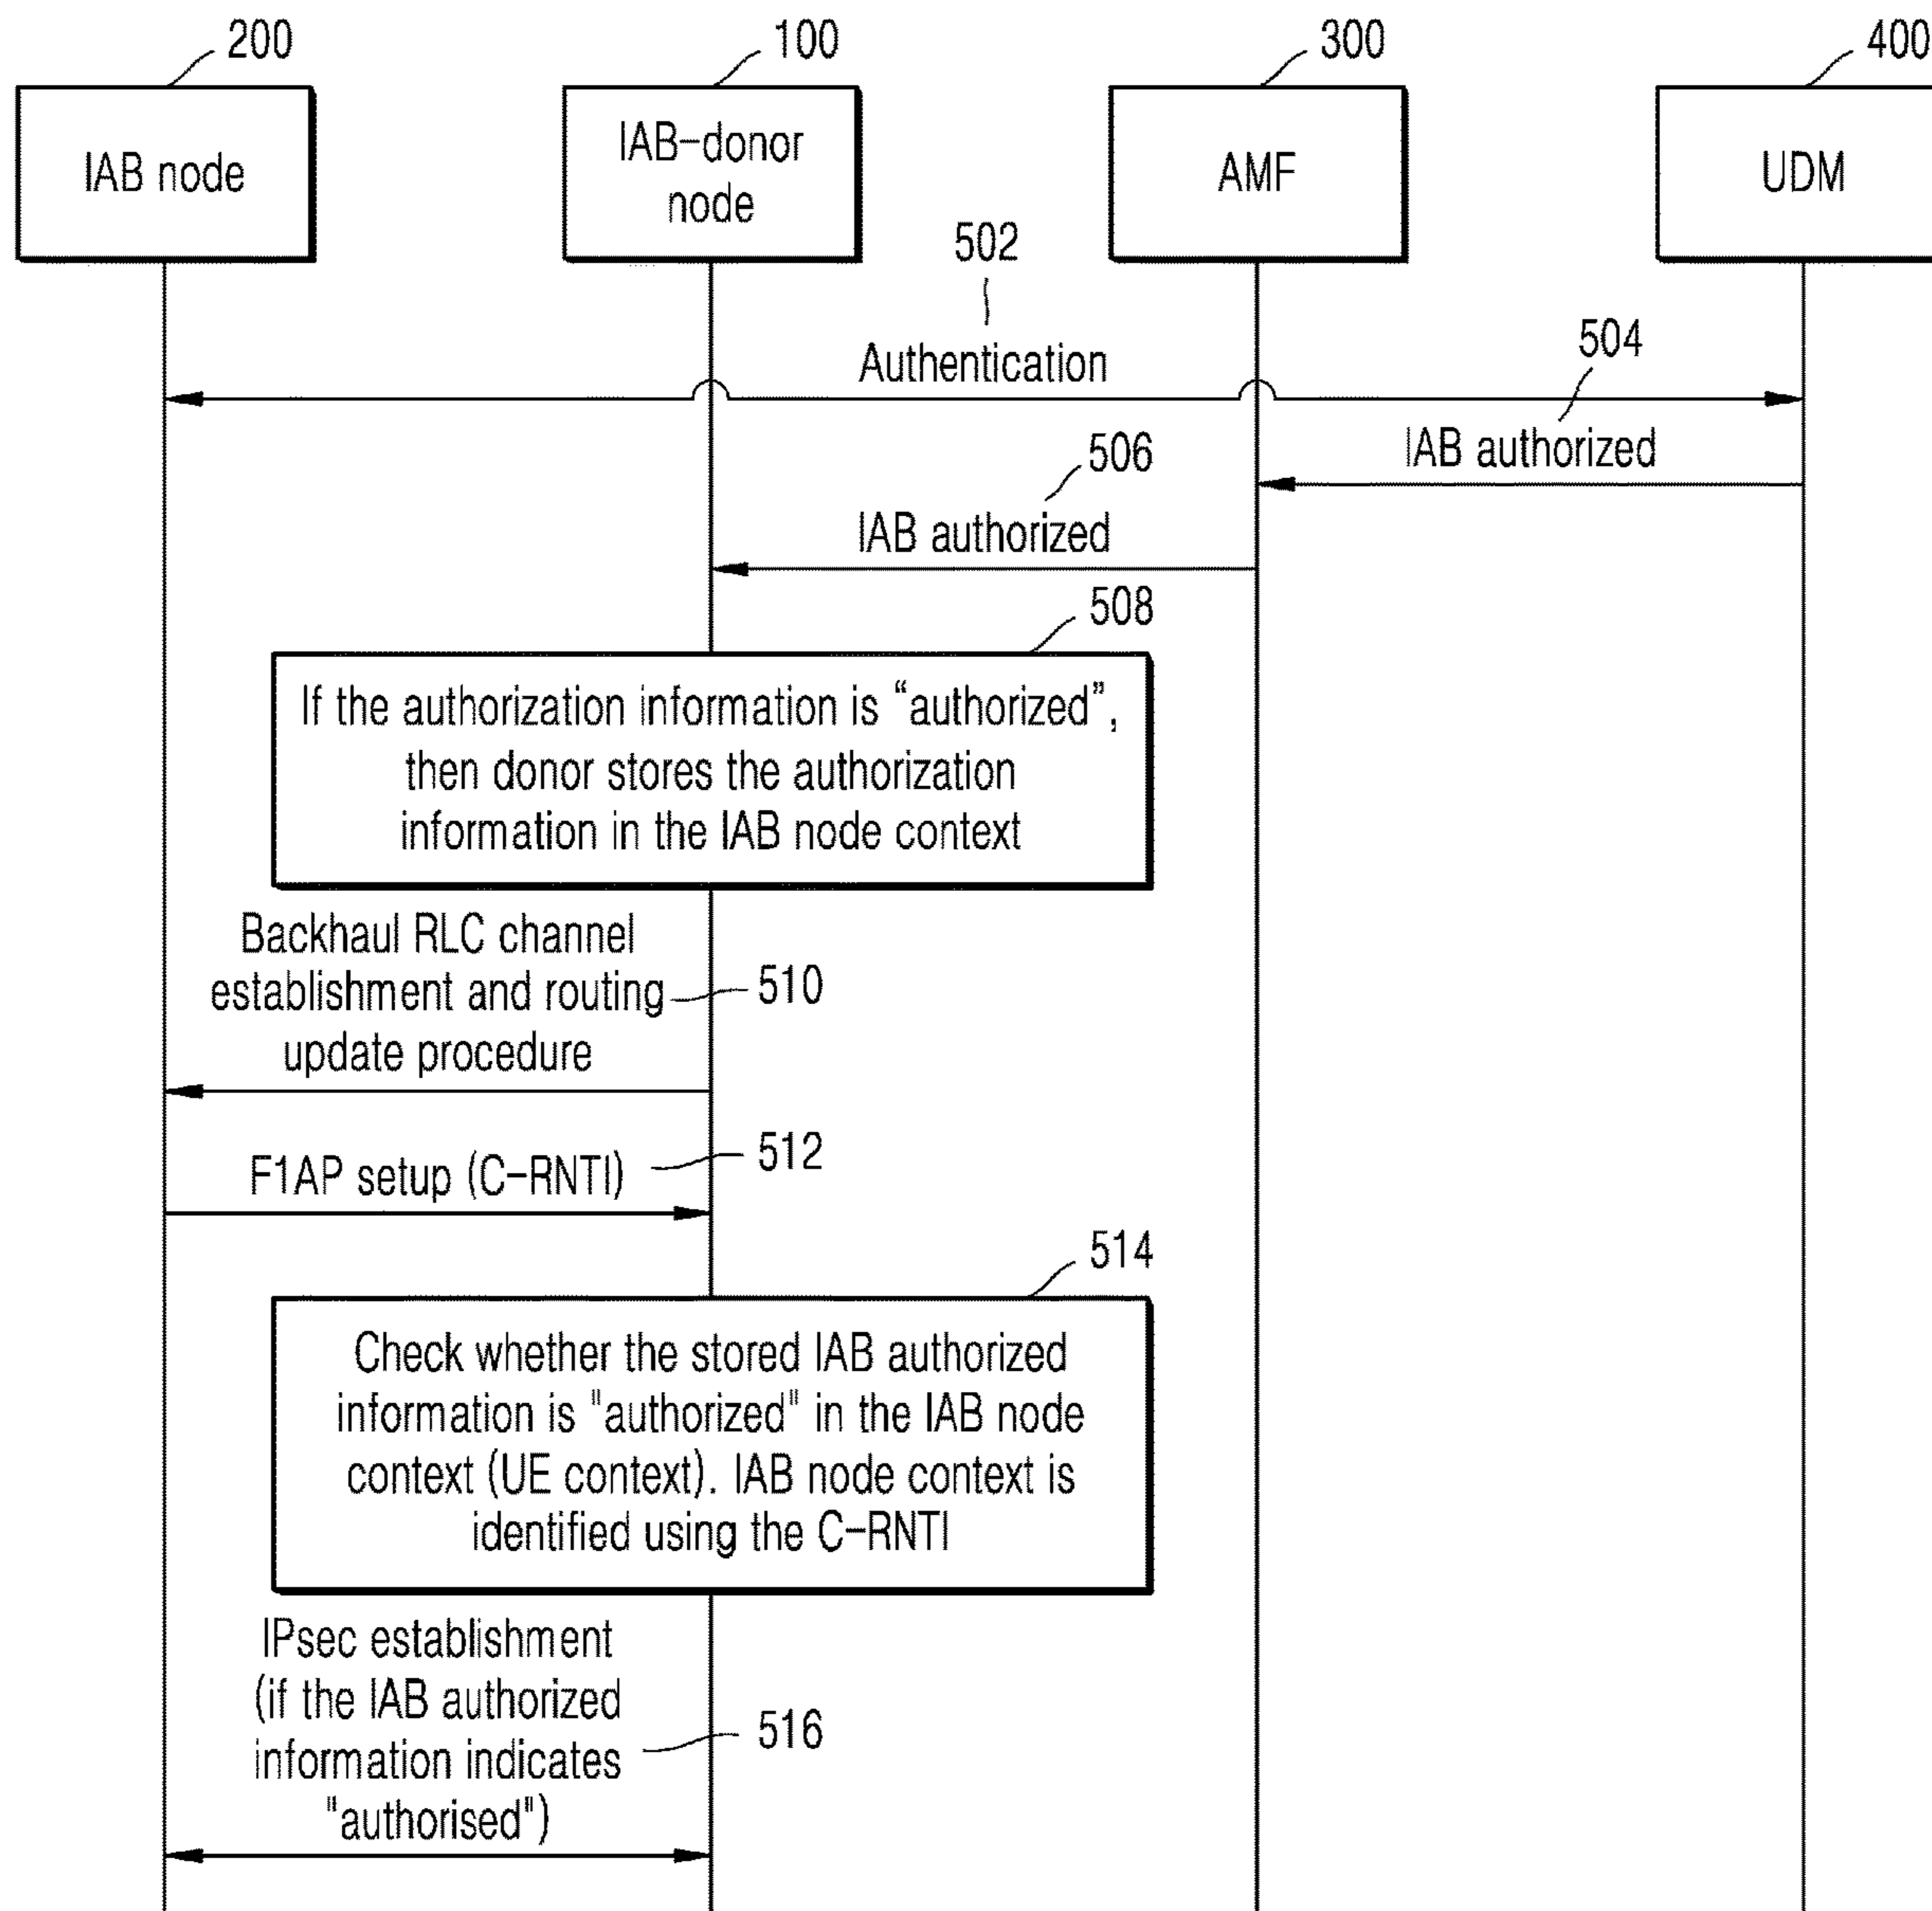 200
100
300
400
IAB node
IAB-donor
node
AMF
UDM
502
Authentication
504
IAB authorized
506
IAB authorized
508
If the authorization information is “authorized”,
then donor stores the authorization
information in the IAB node context
Backhaul RLC channel
establishment and routing
update procedure
510
F1AP setup (C-RNTI)
512
514
Check whether the stored IAB authorized
information is "authorized" in the IAB node
context (UE context). IAB node context is
identified using the C-RNTI
IPsec establishment
(if the IAB authorized
information indicates
"authorised")
516